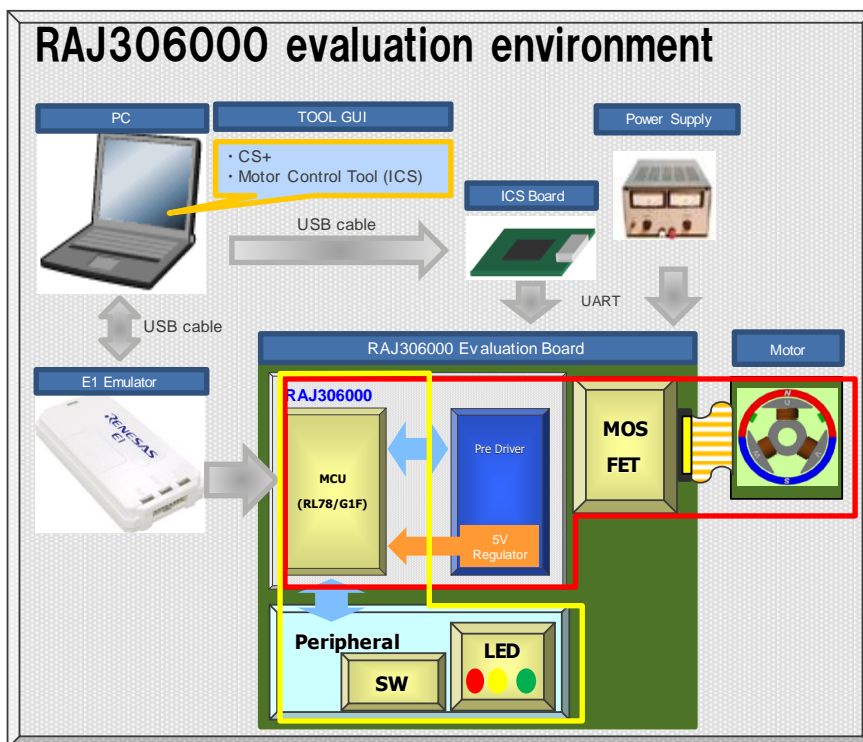 RAJ306000 evaluation environment
PC
TOOL GUI
Power Supply
・CS+
・Motor Control Tool (ICS)
ICS Board
USB cable
UART
USB cable
RAJ306000 Evaluation Board
Motor
E1 Emulator
RAJ306000
RENESAS
E1
MCU
(RL78/G1F)
Pre Driver
MOS
FET
N
U
V
W
S
5V
Regulator
Peripheral
SW
LED